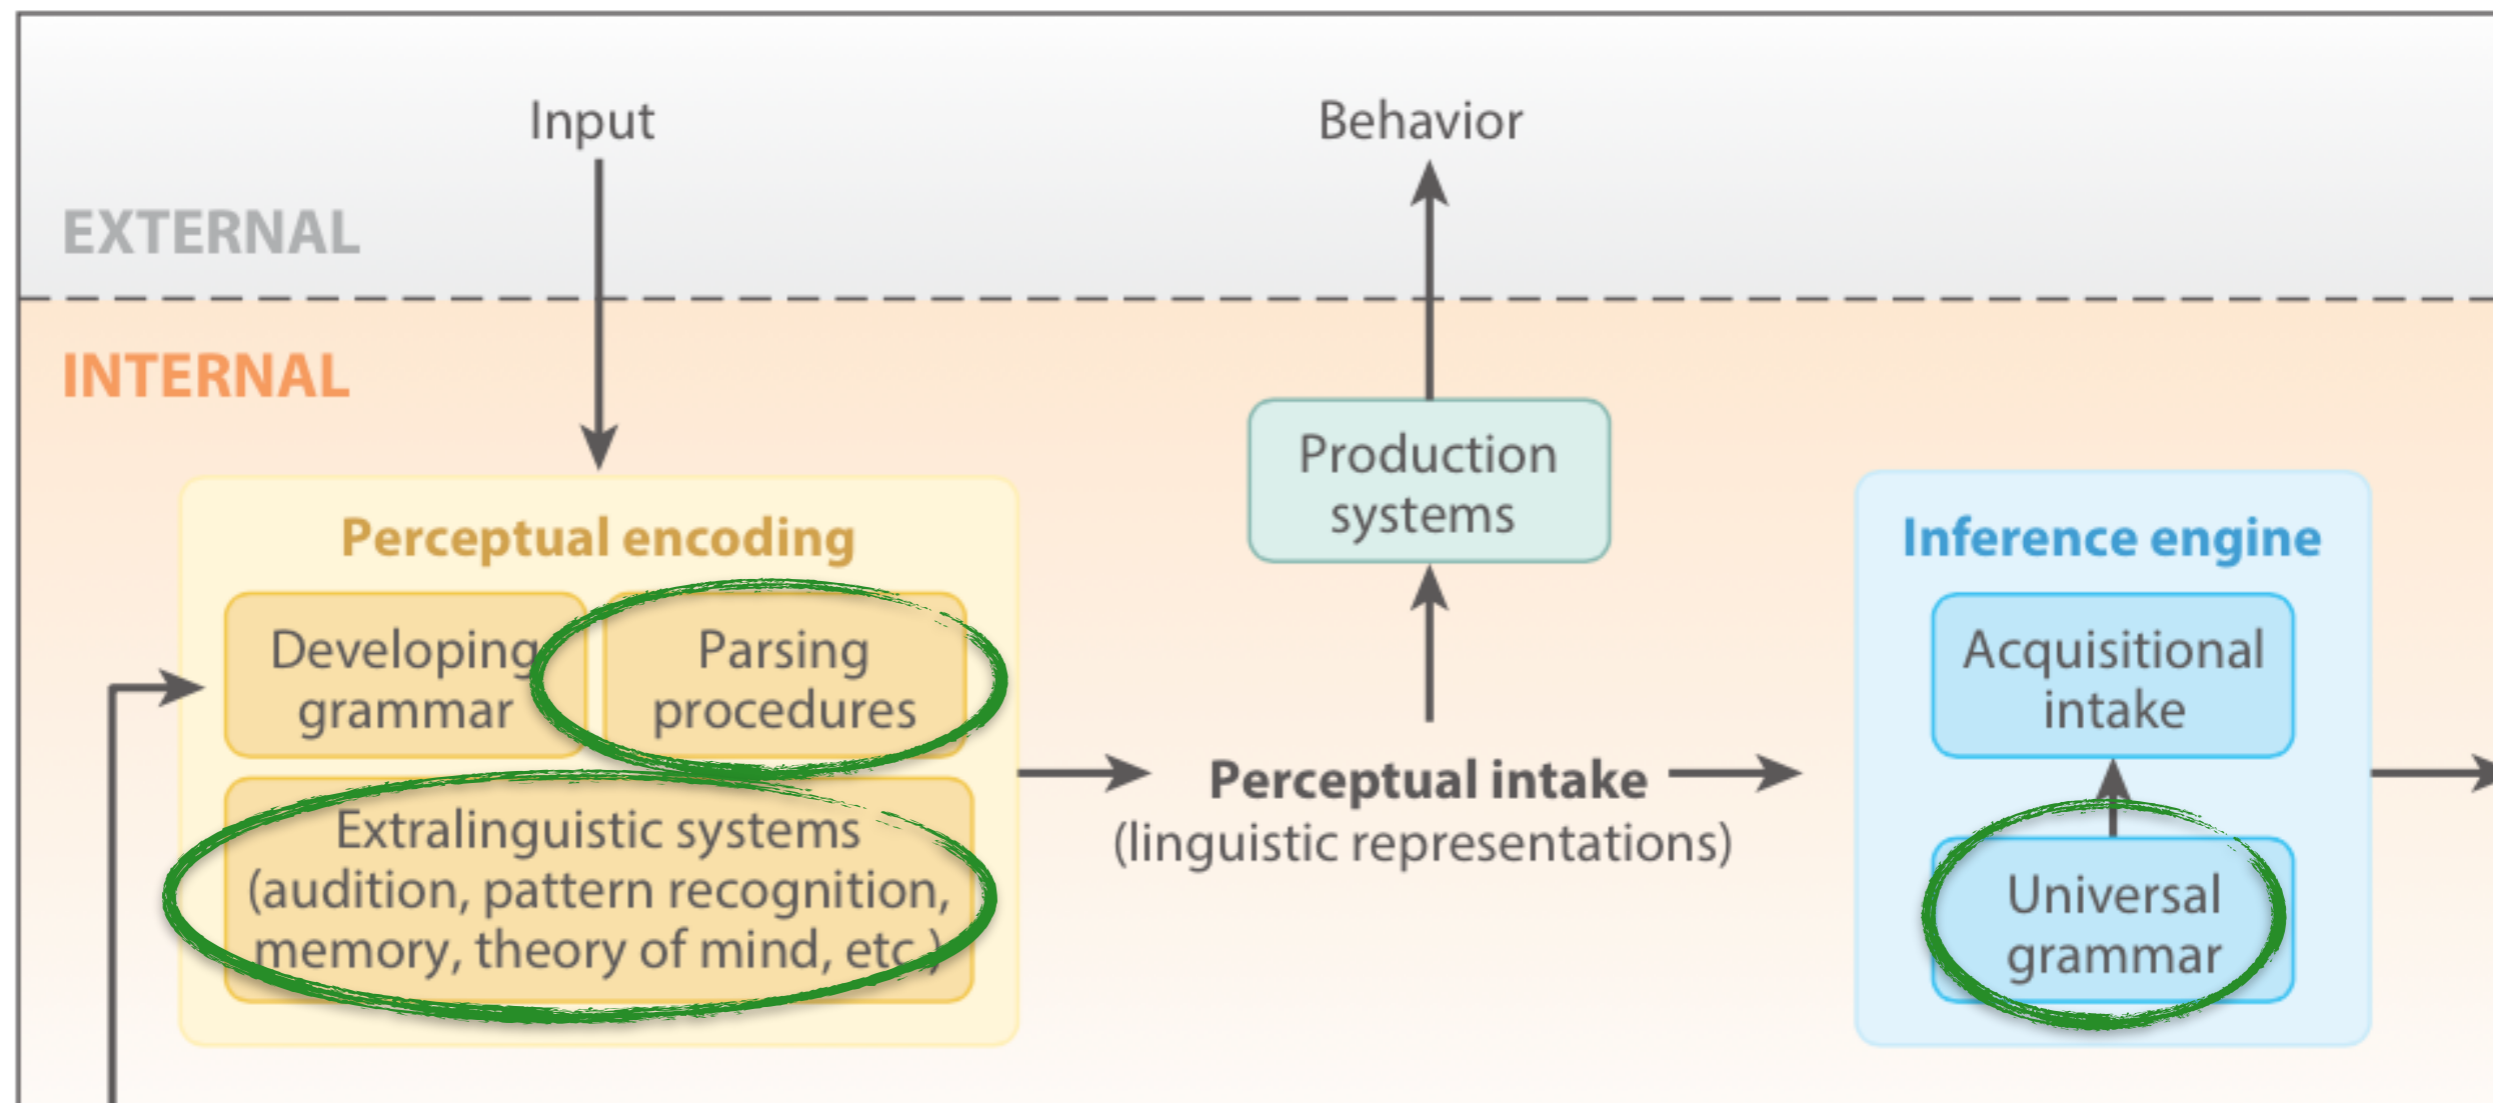 Input
Behavior
EXTERNAL
INTERNAL
Perceptual encoding
Developing
grammar
Parsing
procedures
Extralinguistic systems
(audition, pattern recognition,
memory, theory of mind, etc.)
Production
systems
Perceptual intake
(linguistic representations)
Inference engine
Acquisitional
intake
Universal
grammar